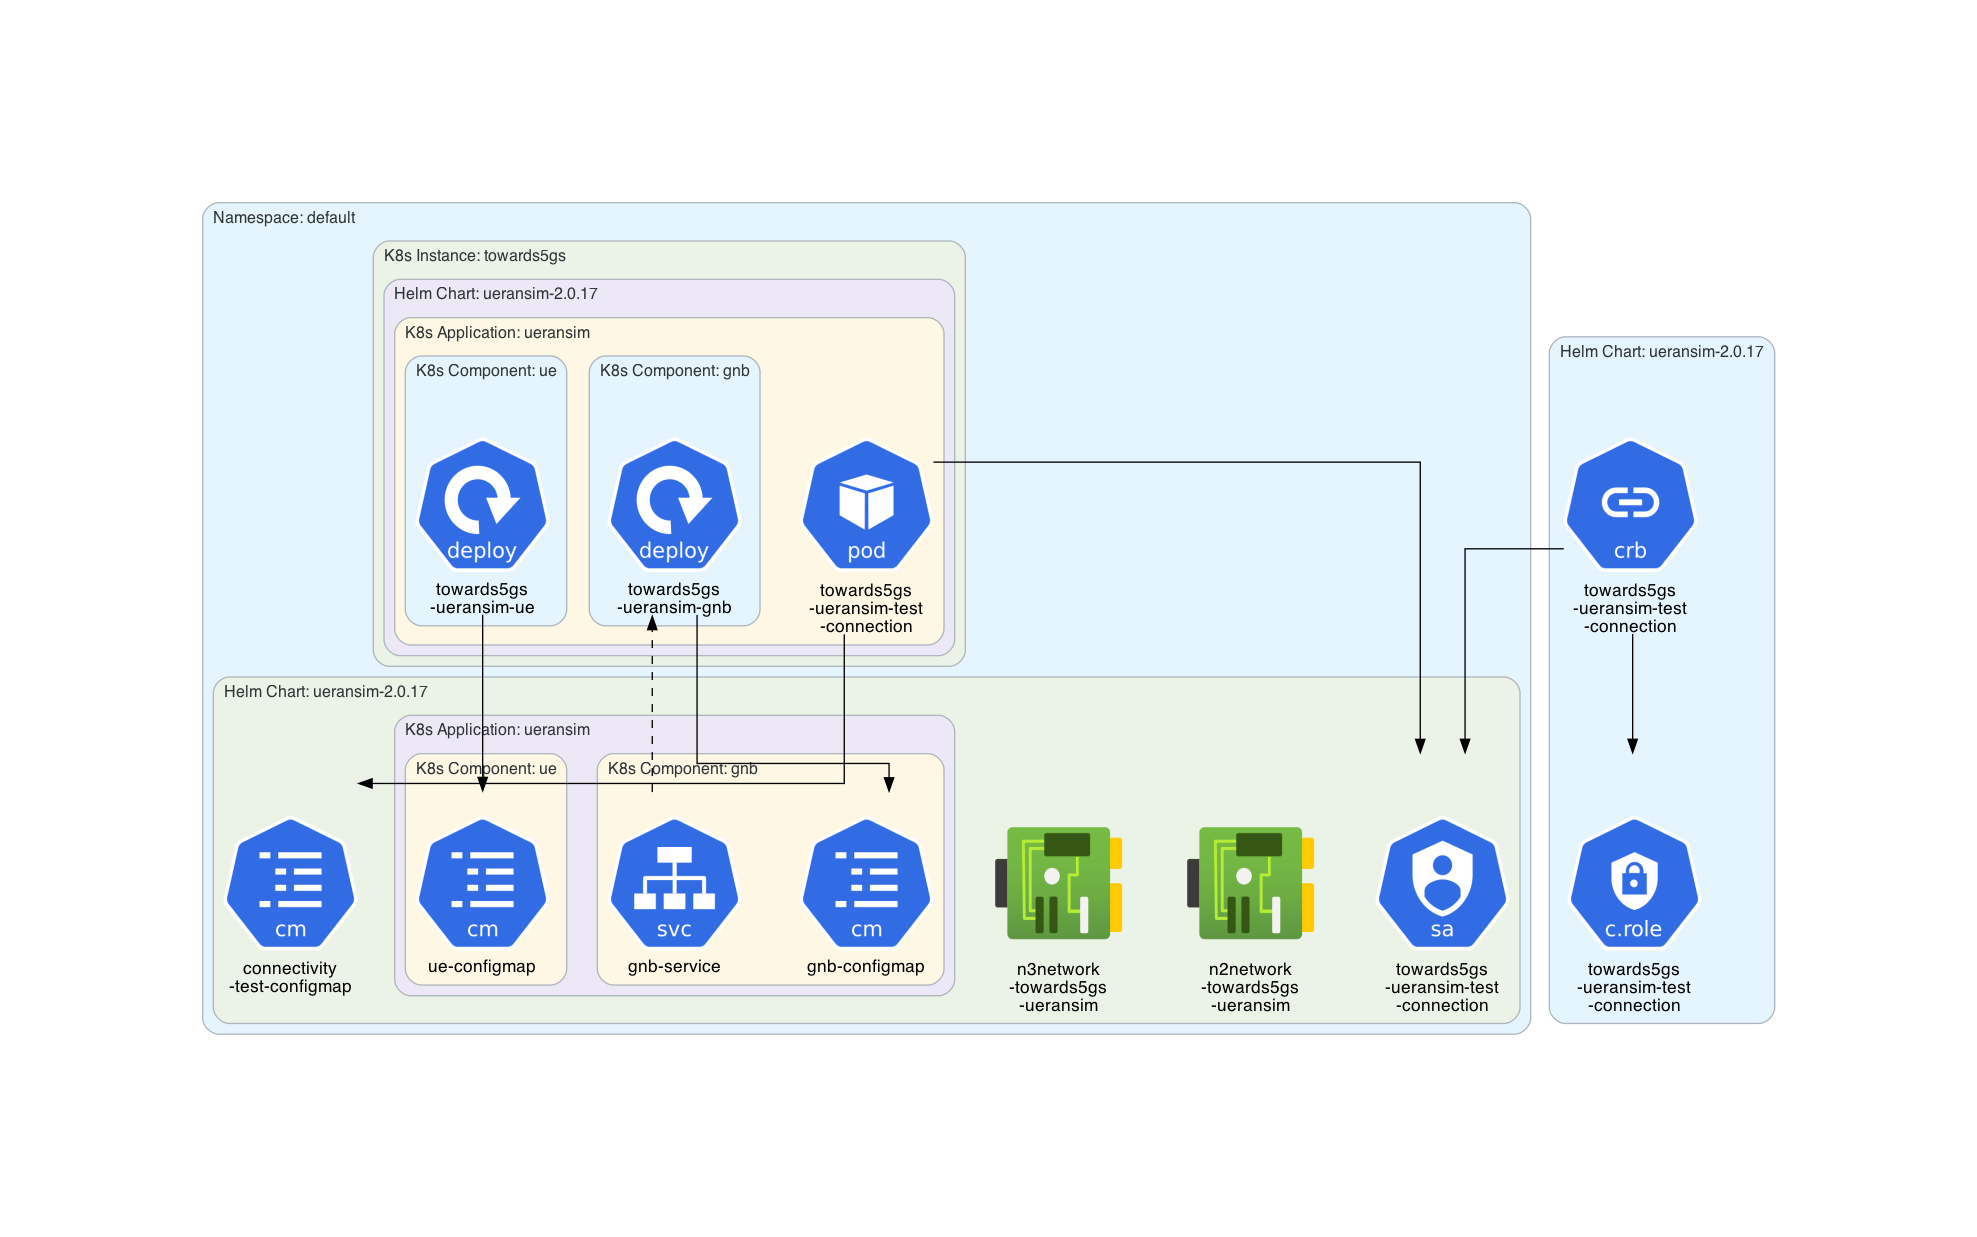 Namespace: default
K8s Instance: towards5gs
Helm Chart: ueransim-2.0.17
K8s Application: ueransim
K8s Component: ue
K8s Component: gnb
deploy
towards5gs
-ueransim-ue
deploy
towards5gs
-ueransim-gnb
pod
towards5gs
-ueransim-test
-connection
Helm Chart: ueransim-2.0.17
crb
towards5gs
-ueransim-test
-connection
Helm Chart: ueransim-2.0.17
K8s Application: ueransim
K8s Component: ue
K8s Component: gnb
cm
connectivity
-test-configmap
cm
ue-configmap
svc
gnb-service
cm
gnb-configmap
n3network
-towards5gs
-ueransim
n2network
-towards5gs
-ueransim
sa
towards5gs
-ueransim-test
-connection
c.role
towards5gs
-ueransim-test
-connection